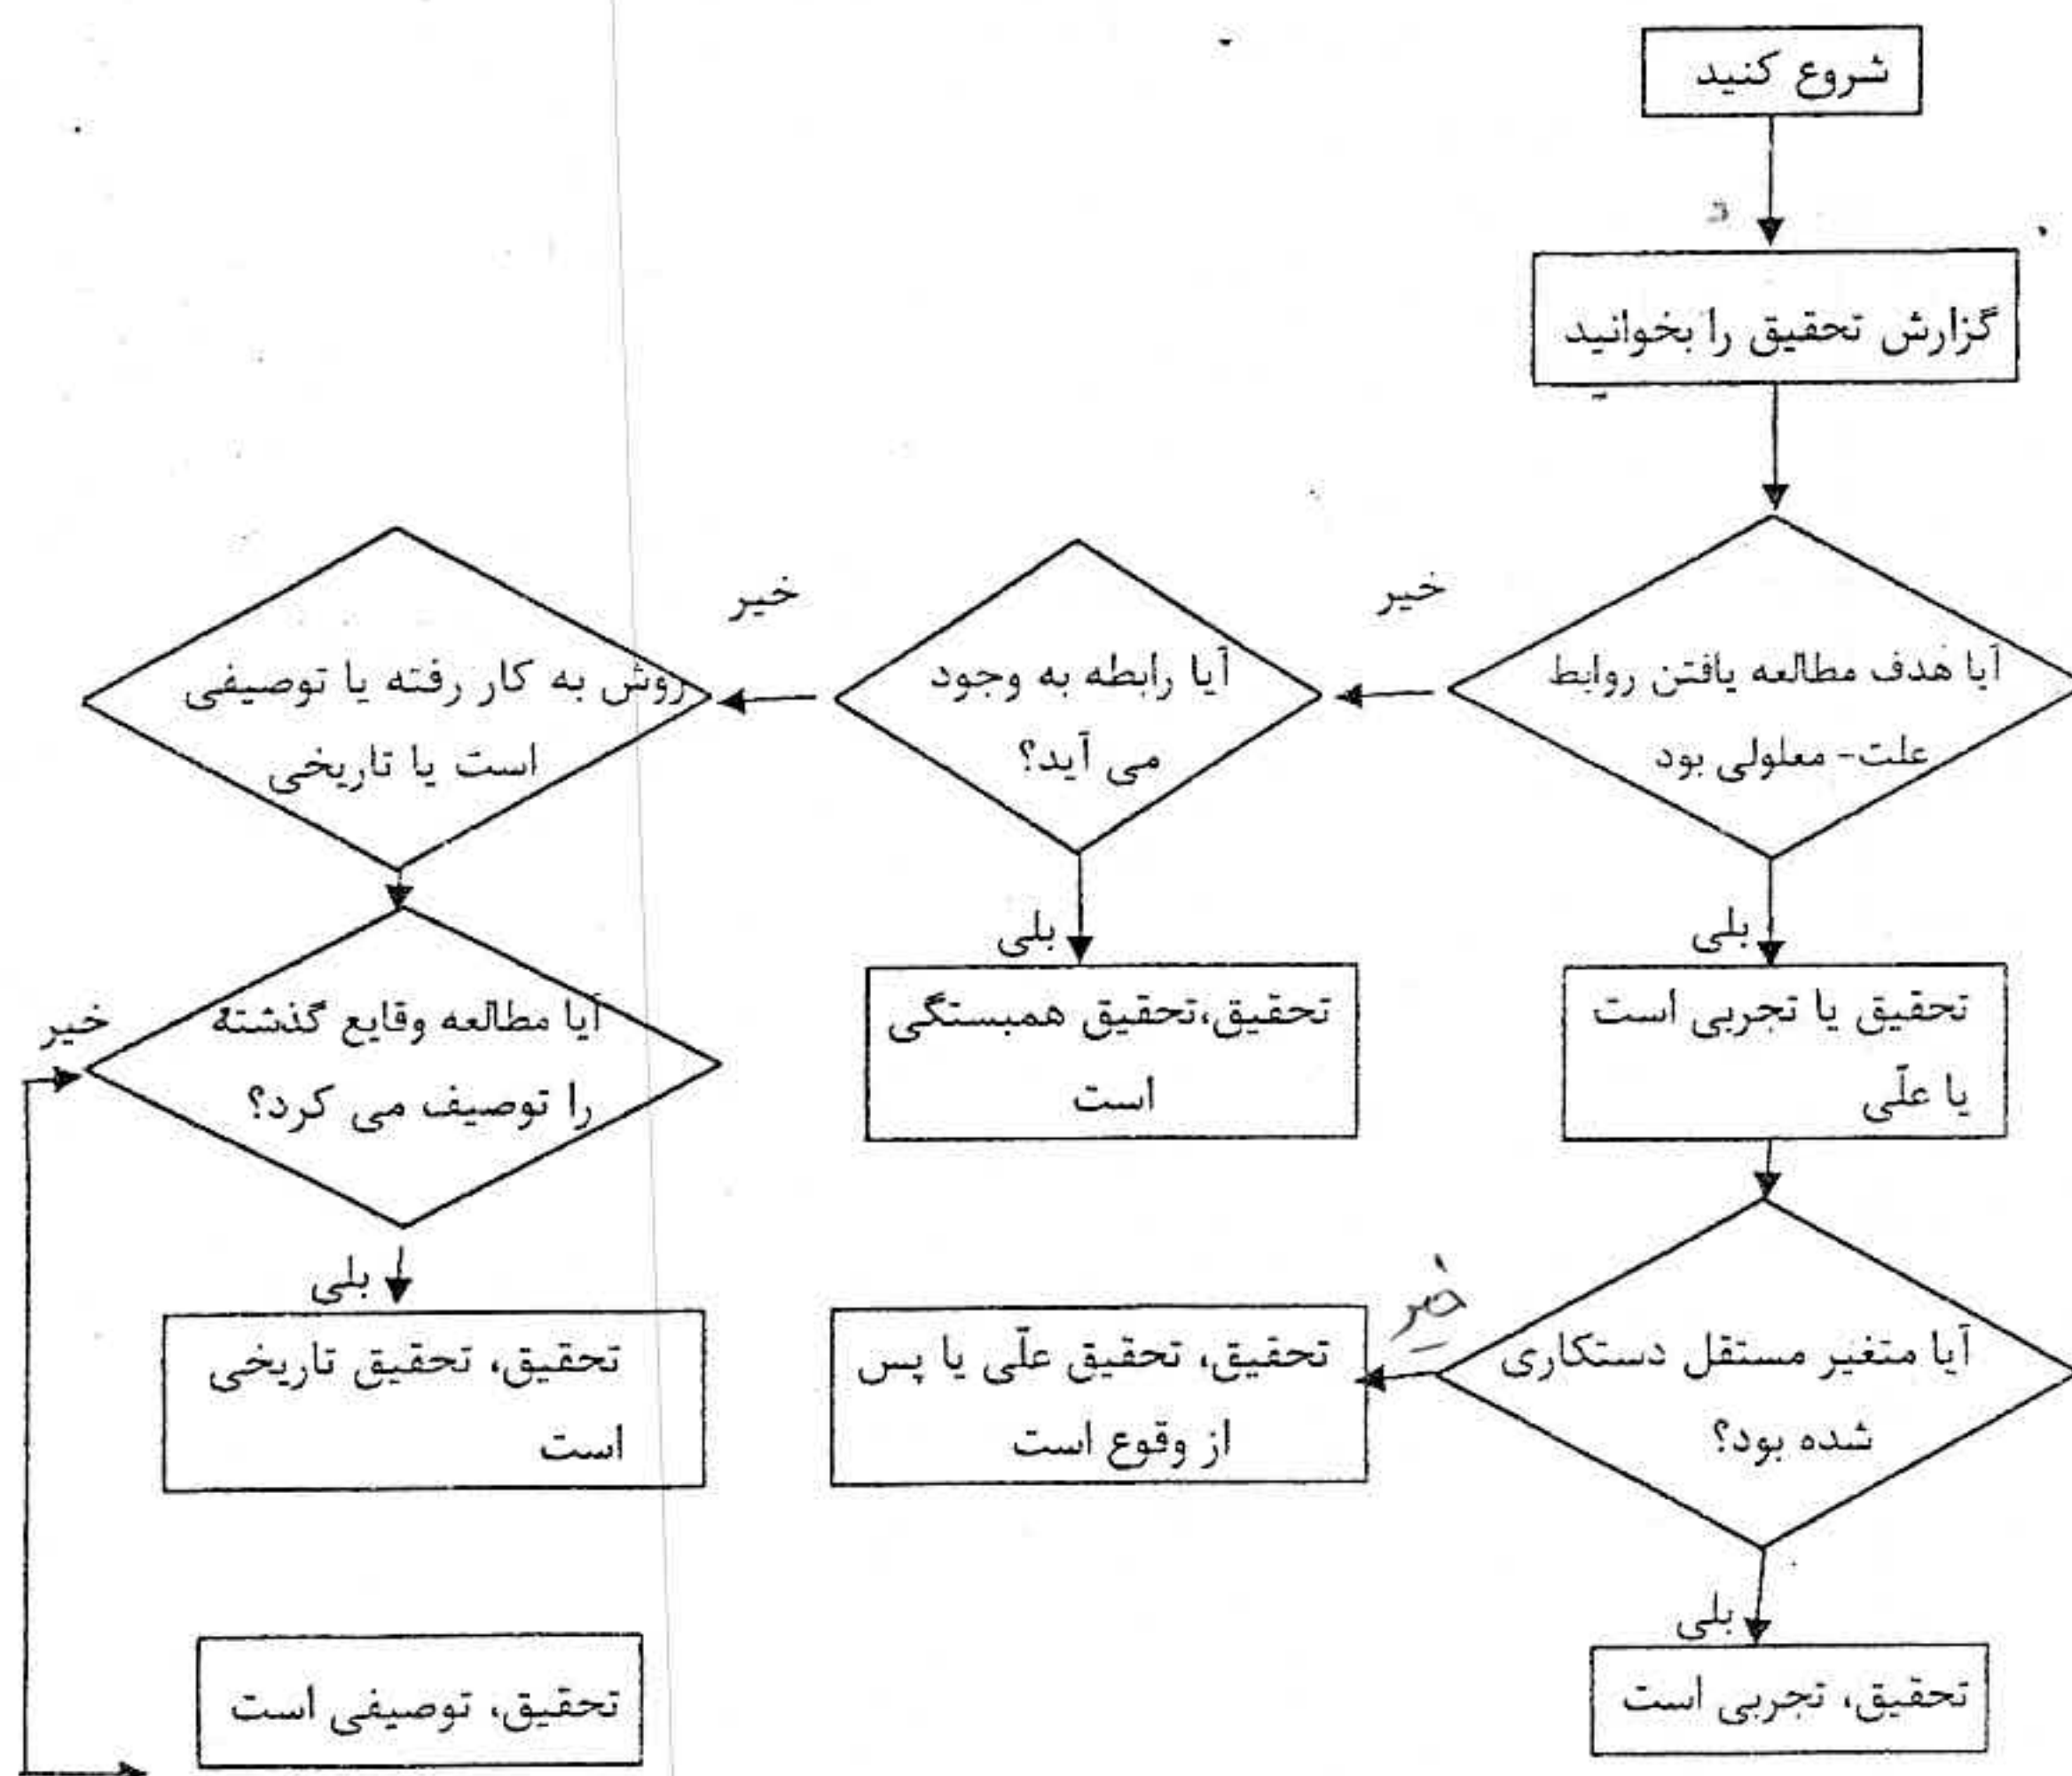 شروع کنید
گزارش تحقیق را بخوانید
آیا هدف مطالعه یافتن روابط
علت- معلولی بود
خیر
آیا رابطه به وجود
می آید؟
خیر
روش به کار رفته یا توصیفی
است یا تاریخی
بلی
تحقیق یا تجربی است
یا علّی
بلی
تحقیق،تحقیق همبستگی
است
آیا مطالعه وقایع گذشته
را توصیف می کرد؟
خیر
آیا متغیر مستقل دستکاری
شده بود؟
خیر
تحقیق، تحقیق علّی یا پس
از وقوع است
بلی
تحقیق، تحقیق تاریخی
است
بلی
تحقیق، تجربی است
تحقیق، توصیفی است